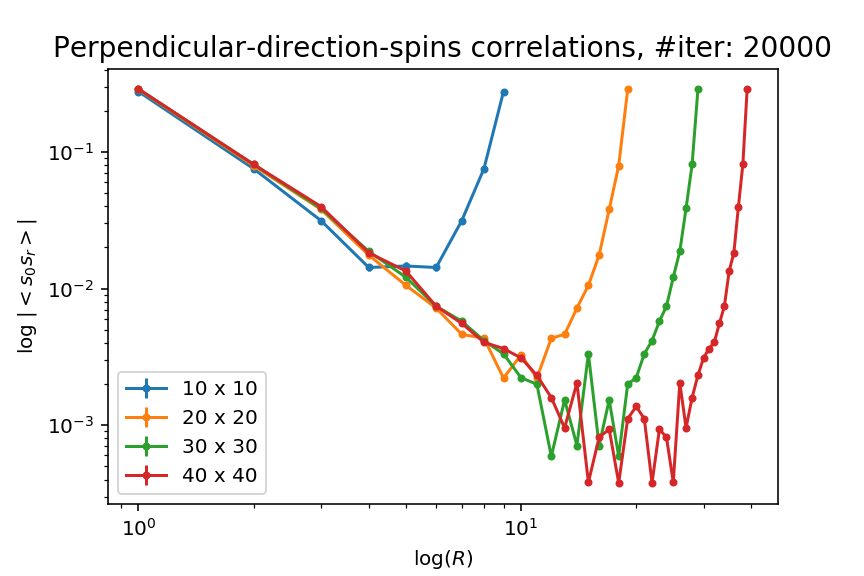 Perpendicular-direction-spins correlations, #iter: 20000
log | < s₀sᵣ > |
10⁻¹
10⁻²
10⁻³
10 x 10
20 x 20
30 x 30
40 x 40
10⁰
10¹
log(R)